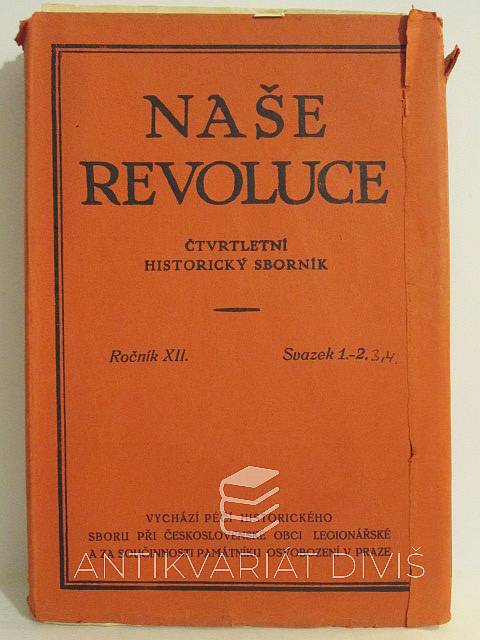 NAŠE
REVOLUCE
ČTVRTLETNÍ
HISTORICKÝ SBORNÍK
Ročník XII. Svazek 1.-2. 3,4.
VYCHÁZÍ PÉČÍ HISTORICKÉHO
SBORU PŘI ČESKOSLOVENSKÉ OBCI LEGIONÁŘSKÉ
A ZA SOUČINNOSTI PAMÁTNÍKU OSVOBOZENÍ V PRAZE
ANTIKVARIÁT DIVIŠ